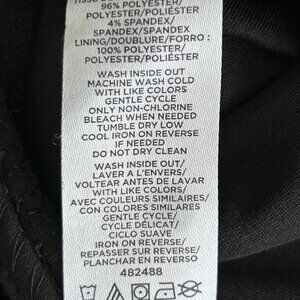 96% POLYESTER/
POLYESTER/POLIÉSTER
4% SPANDEX/
SPANDEX/SPANDEX
LINING/DOUBLURE/FORRO :
100% POLYESTER/
POLYESTER/POLIÉSTER
WASH INSIDE OUT
MACHINE WASH COLD
WITH LIKE COLORS
GENTLE CYCLE
ONLY NON-CHLORINE
BLEACH WHEN NEEDED
TUMBLE DRY LOW
COOL IRON ON REVERSE
IF NEEDED
DO NOT DRY CLEAN
WASH INSIDE OUT/
LAVER A L'ENVERS/
VOLTEAR ANTES DE LAVAR
WITH LIKE COLORS/
AVEC COULEURS SIMILAIRES/
CON COLORES SIMILARES
GENTLE CYCLE/
CYCLE DÉLICAT/
CICLO SUAVE
IRON ON REVERSE/
REPASSER SUR REVERSE/
PLANCHAR EN REVERSO
482488